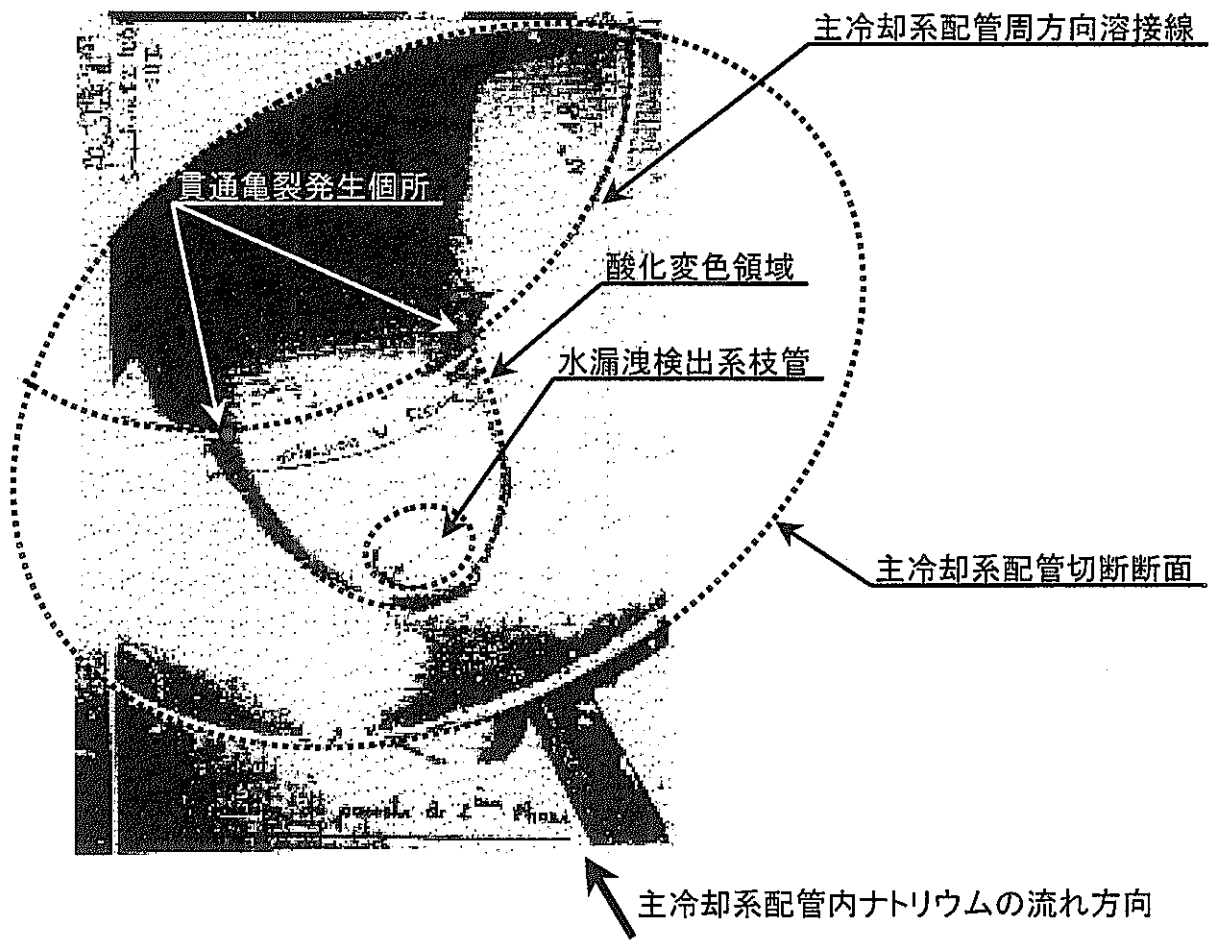 主冷却系配管周方向溶接線
貫通亀裂発生個所
酸化変色領域
水漏洩検出系枝管
主冷却系配管切断断面
主冷却系配管内ナトリウムの流れ方向